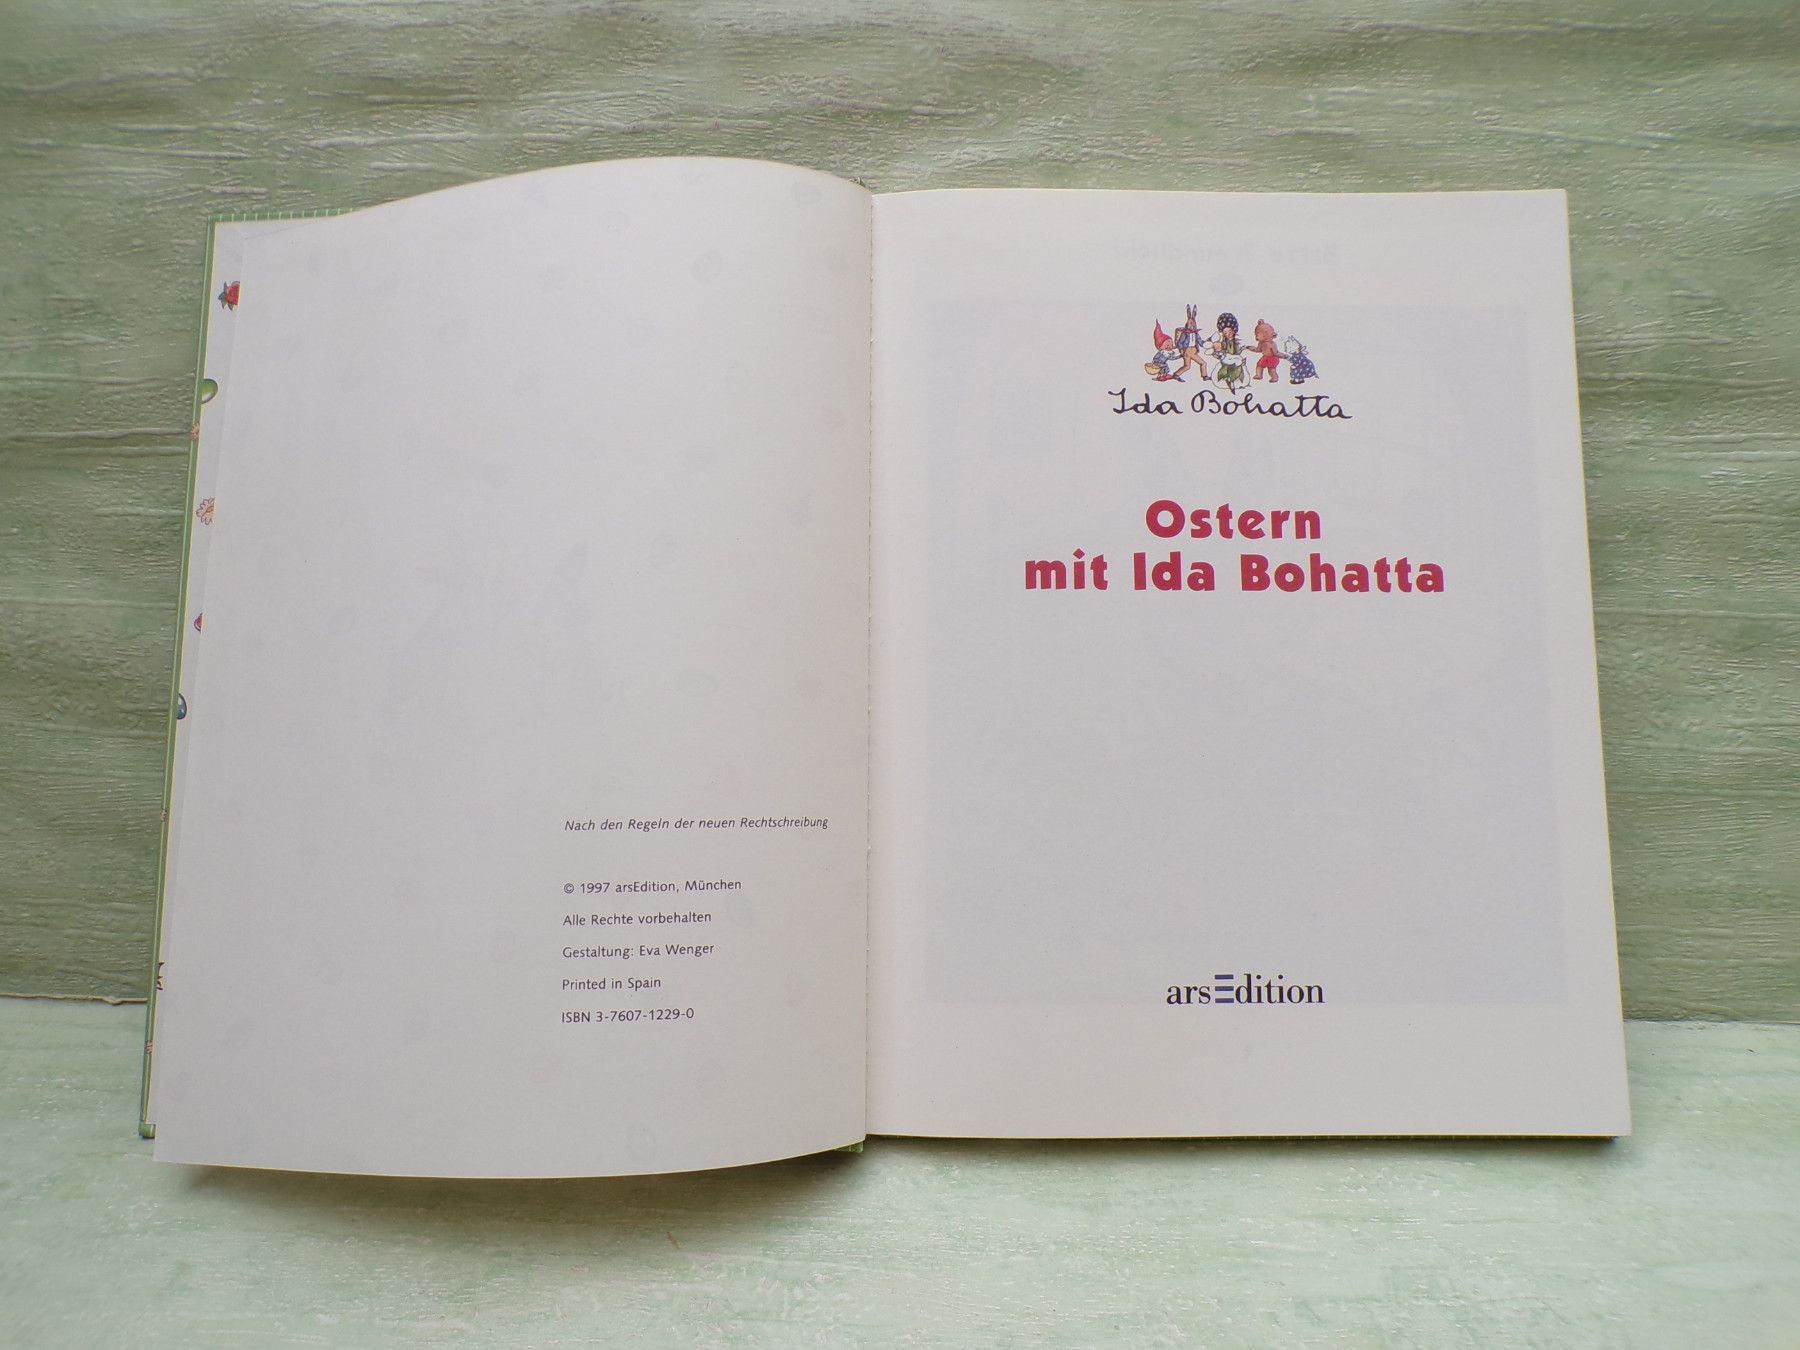 Nach den Regeln der neuen Rechtschreibung
© 1997 arsEdition, München
Alle Rechte vorbehalten
Gestaltung: Eva Wenger
Printed in Spain
ISBN 3-7607-1229-0
Ida Bohatta
Ostern
mit Ida Bohatta
arsEdition